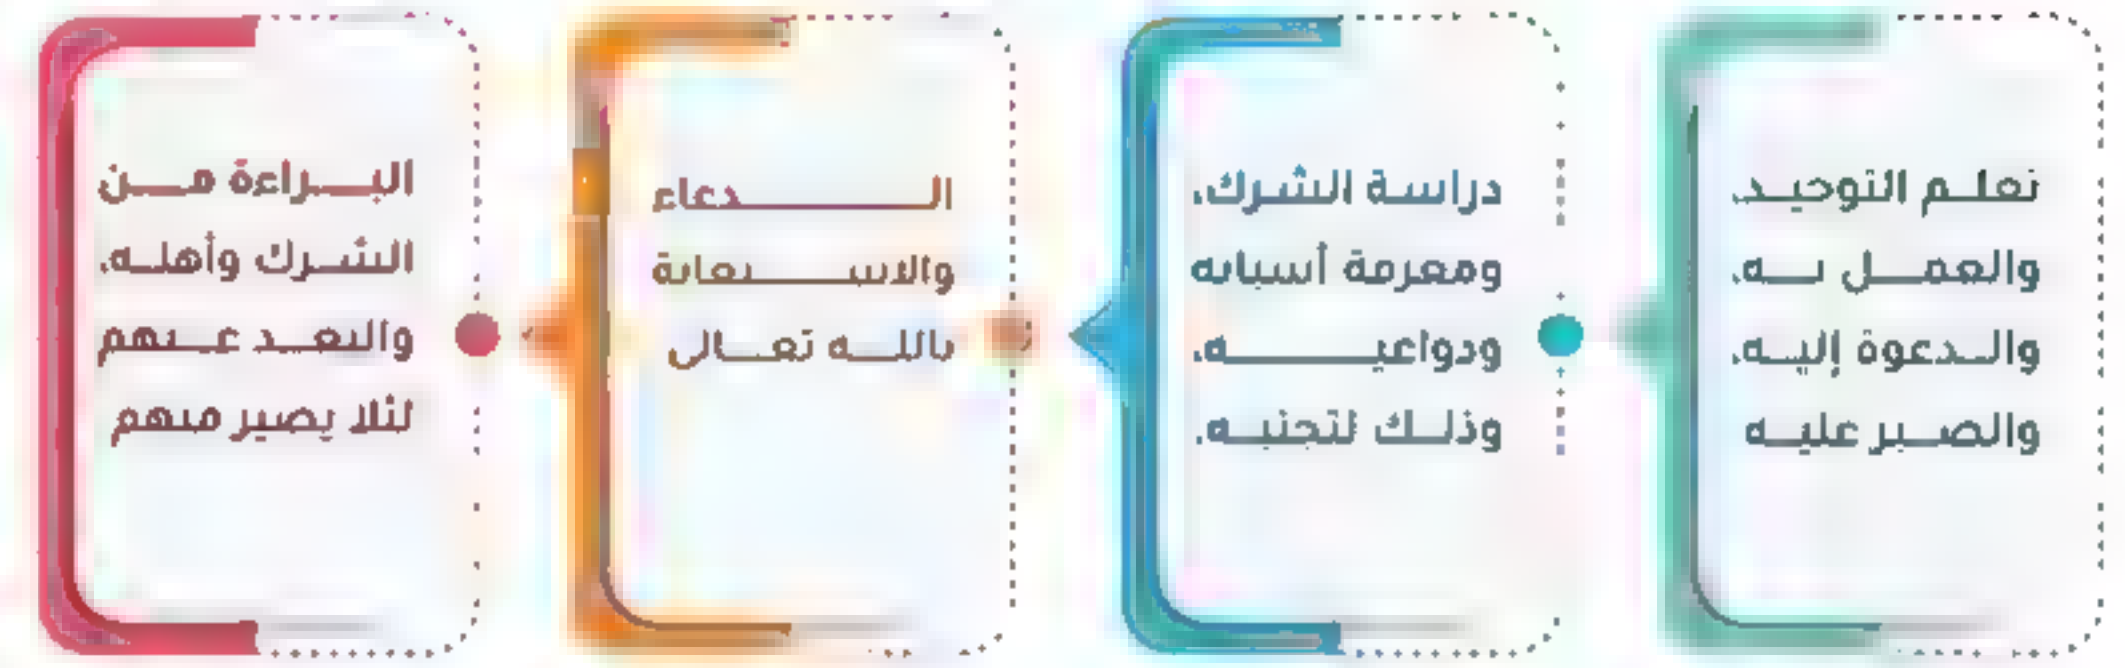 تعلم التوحيد،
والعمل به،
والدعوة إليه،
والصبر عليه
دراسة الشرك،
ومعرفة أسبابه
ودواعيه،
وذلك لتجنبه.
الدعاء
والاستعانة
بالله تعالى
البراءة من
الشرك وأهله،
والبعد عنهم
لئلا يصير منهم